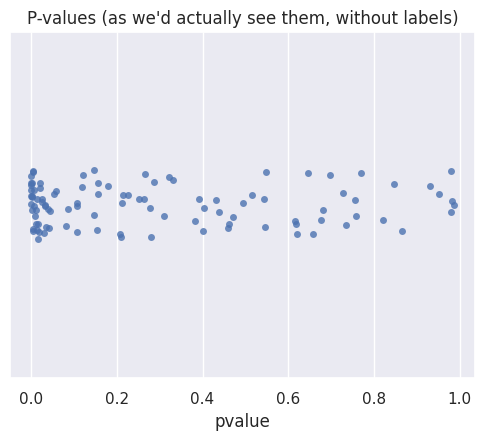 P-values (as we'd actually see them, without labels)
0.0 0.2 0.4 0.6 0.8 1.0
pvalue